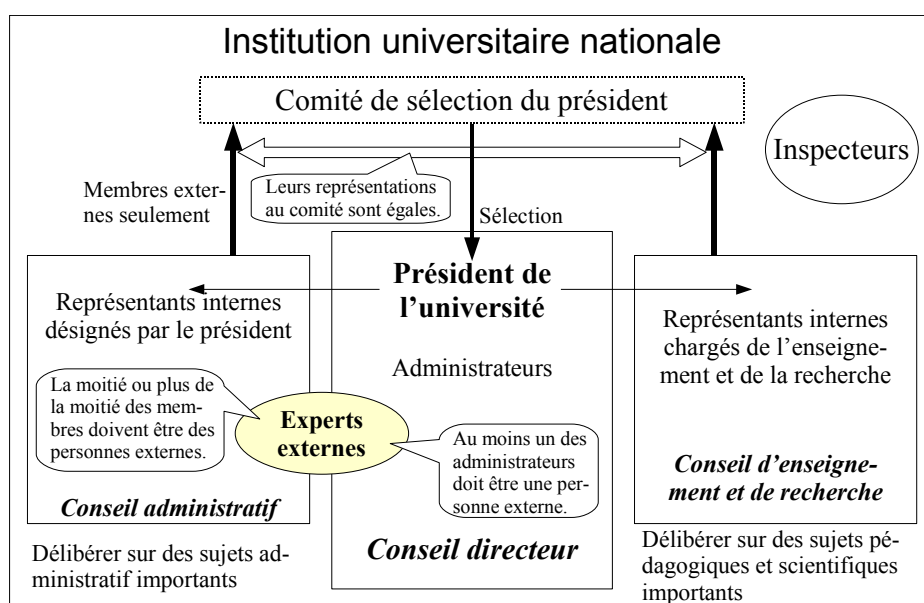 Institution universitaire nationale
Comité de sélection du président
Inspecteurs
Membres exter-
nes seulement
Leurs représentations
au comité sont égales.
Sélection
Représentants internes
désignés par le président
La moitié ou plus de
la moitié des mem-
bres doivent être des
personnes externes.
Conseil administratif
Délibérer sur des sujets ad-
ministratif importants
Président de
l'université
Administrateurs
Experts
externes
Au moins un des
administrateurs
doit être une per-
sonne externe.
Conseil directeur
Représentants internes
chargés de l'enseigne-
ment et de la recherche
Conseil d'enseigne-
ment et de recherche
Délibérer sur des sujets pé-
dagogiques et scientifiques
importants